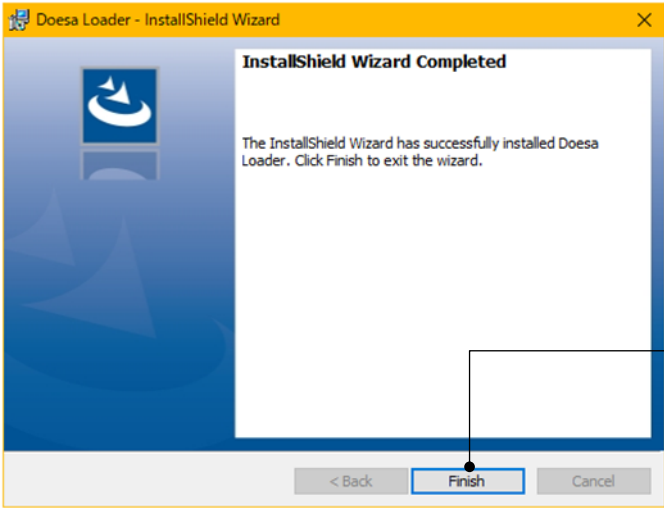 Doesa Loader - InstallShield Wizard
InstallShield Wizard Completed
The InstallShield Wizard has successfully installed Doesa
Loader. Click Finish to exit the wizard.
< Back
Finish
Cancel